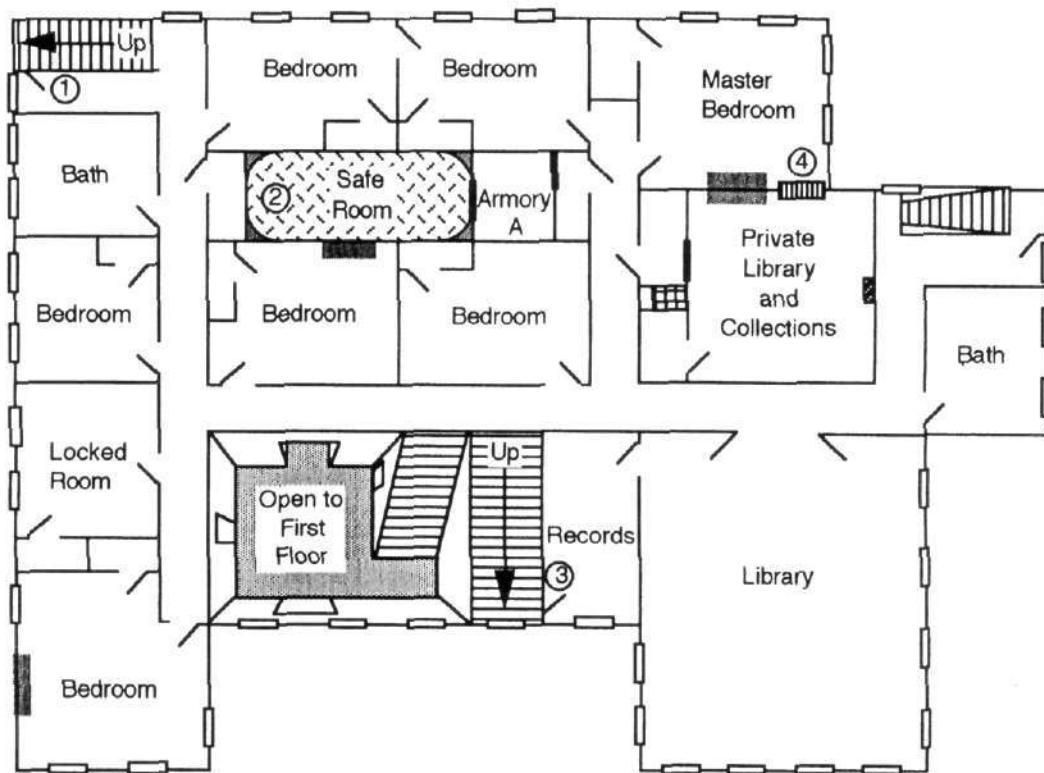 Up
①
Bedroom
Bedroom
Master
Bedroom
Bath
②
Safe
Room
Armory
A
④
Private
Library
and
Collections
Bedroom
Bedroom
Bedroom
Bath
Locked
Room
Up
Open to
First
Floor
Records
③
Library
Bedroom